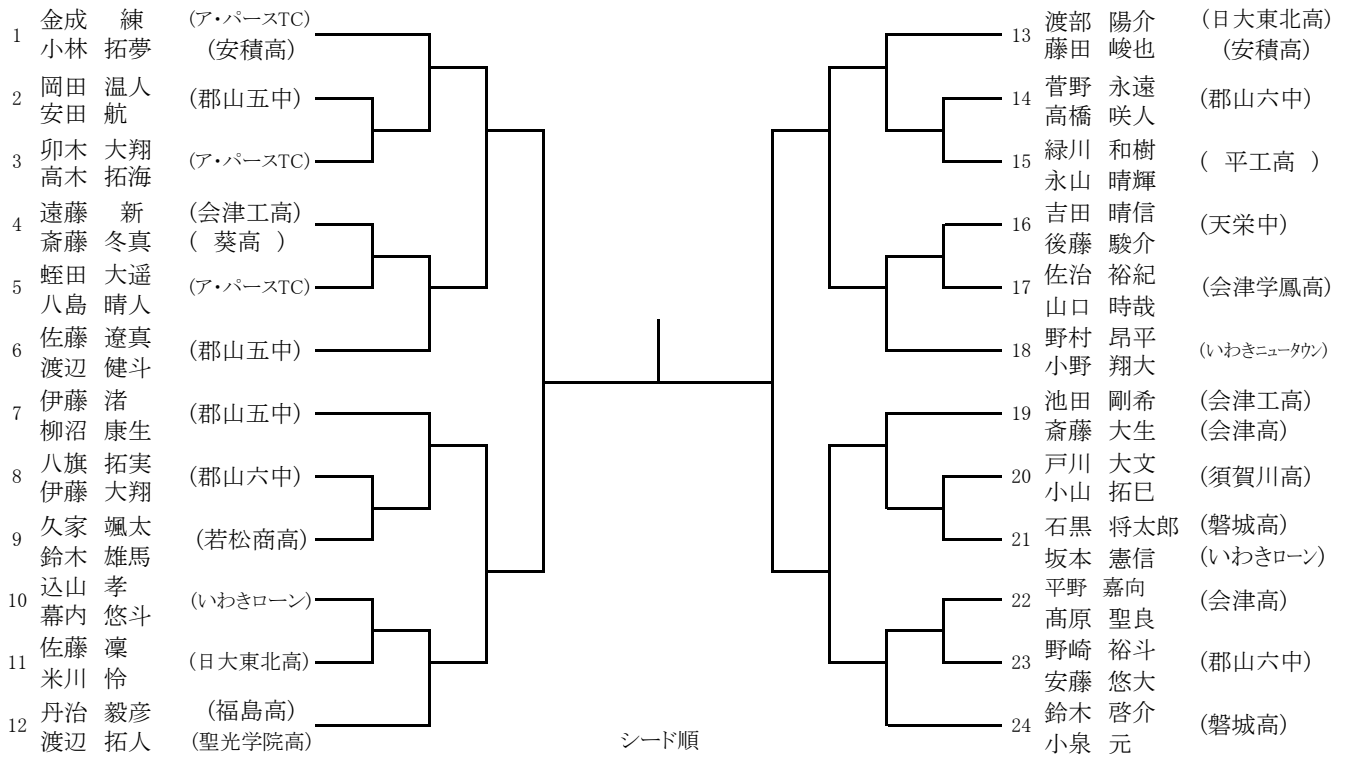 1 金成 練 (ア・パースTC)
小林 拓夢 (安積高)
2 岡田 温人 (郡山五中)
安田 航
3 卯木 大翔 (ア・パースTC)
高木 拓海
4 遠藤 新 (会津工高)
斎藤 冬真 ( 葵高 )
5 蛭田 大遥 (ア・パースTC)
八島 晴人
6 佐藤 遼真 (郡山五中)
渡辺 健斗
7 伊藤 渚 (郡山五中)
柳沼 康生
8 八旗 拓実 (郡山六中)
伊藤 大翔
9 久家 颯太 (若松商高)
鈴木 雄馬
10 込山 孝 (いわきローン)
幕内 悠斗
11 佐藤 凜 (日大東北高)
米川 怜
12 丹治 毅彦 (福島高)
渡辺 拓人 (聖光学院高)
シード順
13 渡部 陽介 (日大東北高)
藤田 峻也 (安積高)
14 菅野 永遠 (郡山六中)
高橋 咲人
15 緑川 和樹 ( 平工高 )
永山 晴輝
16 吉田 晴信 (天栄中)
後藤 駿介
17 佐治 裕紀 (会津学鳳高)
山口 時哉
18 野村 昂平 (いわきニュータウン)
小野 翔大
19 池田 剛希 (会津工高)
斎藤 大生 (会津高)
20 戸川 大文 (須賀川高)
小山 拓巳
21 石黒 将太郎 (磐城高)
坂本 憲信 (いわきローン)
22 平野 嘉向 (会津高)
髙原 聖良
23 野崎 裕斗 (郡山六中)
安藤 悠大
24 鈴木 啓介 (磐城高)
小泉 元